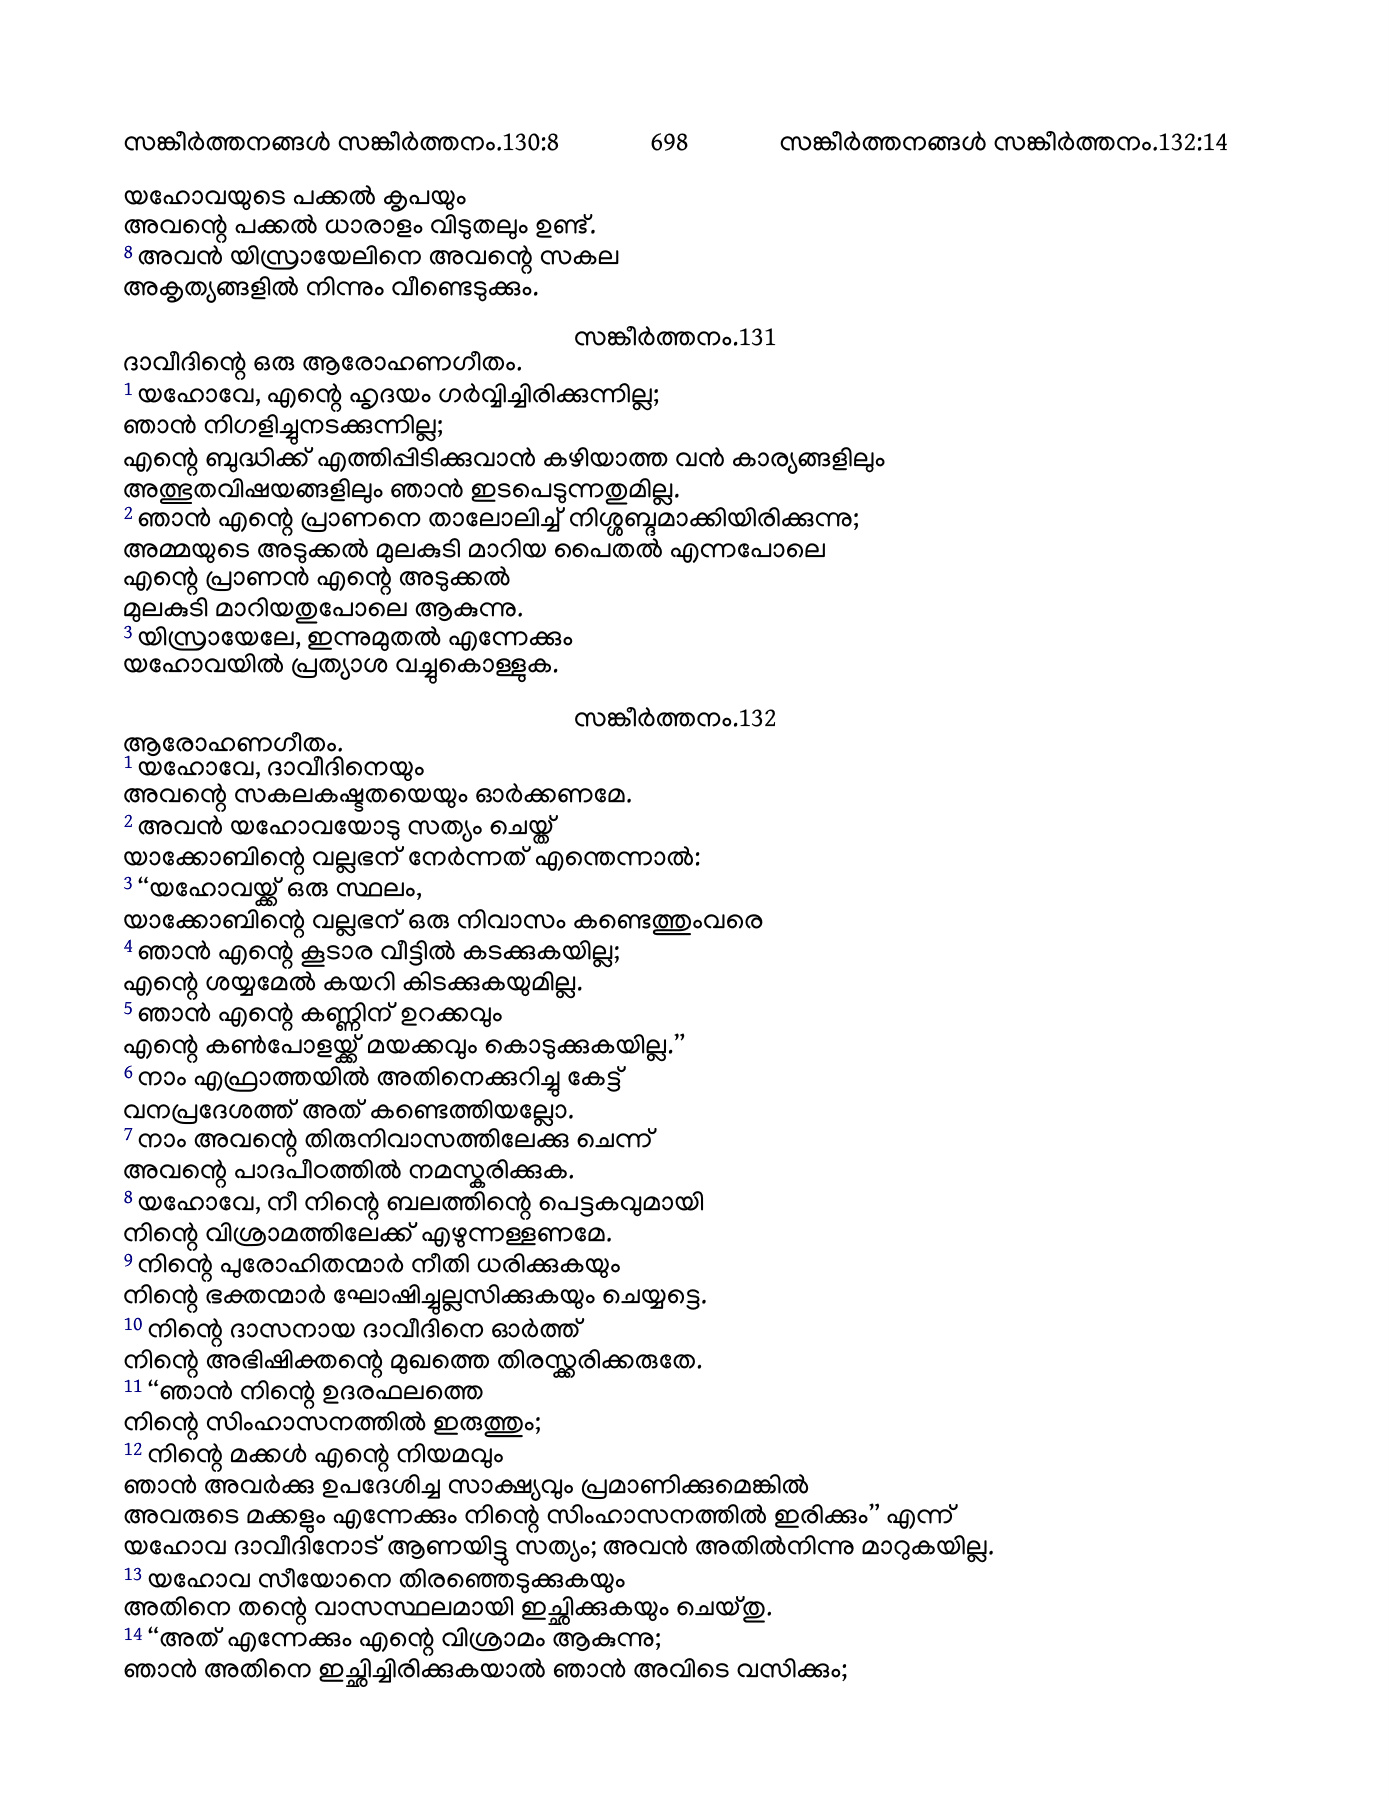 സങ്കീർത്തനങ്ങൾ സങ്കീർത്തനം.130:8 698 സങ്കീർത്തനങ്ങൾ സങ്കീർത്തനം.132:14
യഹോവയുടെ പക്കൽ കൃപയും
അവന്റെ പക്കൽ ധാരാളം വിടുതലും ഉണ്ട്.
8 അവൻ യിസ്രായേലിനെ അവന്റെ സകല
അകൃത്യങ്ങളിൽ നിന്നും വീണ്ടെടുക്കും.
സങ്കീർത്തനം.131
ദാവീദിന്റെ ഒരു ആരോഹണഗീതം.
1 യഹോവേ, എന്റെ ഹൃദയം ഗർവ്വിച്ചിരിക്കുന്നില്ല;
ഞാൻ നിഗളിച്ചുനടക്കുന്നില്ല;
എന്റെ ബുദ്ധിക്ക് എത്തിപ്പിടിക്കുവാൻ കഴിയാത്ത വൻ കാര്യങ്ങളിലും
അത്ഭുതവിഷയങ്ങളിലും ഞാൻ ഇടപെടുന്നതുമില്ല.
2 ഞാൻ എന്റെ പ്രാണനെ താലോലിച്ച് നിശ്ശബ്ദമാക്കിയിരിക്കുന്നു;
അമ്മയുടെ അടുക്കൽ മുലകുടി മാറിയ പൈതൽ എന്നപോലെ
എന്റെ പ്രാണൻ എന്റെ അടുക്കൽ
മുലകുടി മാറിയതുപോലെ ആകുന്നു.
3 യിസ്രായേലേ, ഇന്നുമുതൽ എന്നേക്കും
യഹോവയിൽ പ്രത്യാശ വച്ചുകൊള്ളുക.
സങ്കീർത്തനം.132
ആരോഹണഗീതം.
1 യഹോവേ, ദാവീദിനെയും
അവന്റെ സകലകഷ്ടതയെയും ഓർക്കണമേ.
2 അവൻ യഹോവയോടു സത്യം ചെയ്ത്
യാക്കോബിന്റെ വല്ലഭന് നേർന്നത് എന്തെന്നാൽ:
3 “യഹോവയ്ക്ക് ഒരു സ്ഥലം,
യാക്കോബിന്റെ വല്ലഭന് ഒരു നിവാസം കണ്ടെത്തുംവരെ
4 ഞാൻ എന്റെ കൂടാര വീട്ടിൽ കടക്കുകയില്ല;
എന്റെ ശയ്യമേൽ കയറി കിടക്കുകയുമില്ല.
5 ഞാൻ എന്റെ കണ്ണിന് ഉറക്കവും
എന്റെ കൺപോളയ്ക്ക് മയക്കവും കൊടുക്കുകയില്ല.”
6 നാം എഫ്രാത്തയിൽ അതിനെക്കുറിച്ചു കേട്ട്
വനപ്രദേശത്ത് അത് കണ്ടെത്തിയല്ലോ.
7 നാം അവന്റെ തിരുനിവാസത്തിലേക്കു ചെന്ന്
അവന്റെ പാദപീഠത്തിൽ നമസ്കരിക്കുക.
8 യഹോവേ, നീ നിന്റെ ബലത്തിന്റെ പെട്ടകവുമായി
നിന്റെ വിശ്രാമത്തിലേക്ക് എഴുന്നള്ളണമേ.
9 നിന്റെ പുരോഹിതന്മാർ നീതി ധരിക്കുകയും
നിന്റെ ഭക്തന്മാർ ഘോഷിച്ചുല്ലസിക്കുകയും ചെയ്യട്ടെ.
10 നിന്റെ ദാസനായ ദാവീദിനെ ഓർത്ത്
നിന്റെ അഭിഷിക്തന്റെ മുഖത്തെ തിരസ്ക്കരിക്കരുതേ.
11 “ഞാൻ നിന്റെ ഉദരഫലത്തെ
നിന്റെ സിംഹാസനത്തിൽ ഇരുത്തും;
12 നിന്റെ മക്കൾ എന്റെ നിയമവും
ഞാൻ അവർക്കു ഉപദേശിച്ച സാക്ഷ്യവും പ്രമാണിക്കുമെങ്കിൽ
അവരുടെ മക്കളും എന്നേക്കും നിന്റെ സിംഹാസനത്തിൽ ഇരിക്കും” എന്ന്
യഹോവ ദാവീദിനോട് ആണയിട്ടു സത്യം; അവൻ അതിൽനിന്നു മാറുകയില്ല.
13 യഹോവ സീയോനെ തിരഞ്ഞെടുക്കുകയും
അതിനെ തന്റെ വാസസ്ഥലമായി ഇച്ഛിക്കുകയും ചെയ്തു.
14 “അത് എന്നേക്കും എന്റെ വിശ്രാമം ആകുന്നു;
ഞാൻ അതിനെ ഇച്ഛിച്ചിരിക്കുകയാൽ ഞാൻ അവിടെ വസിക്കും;